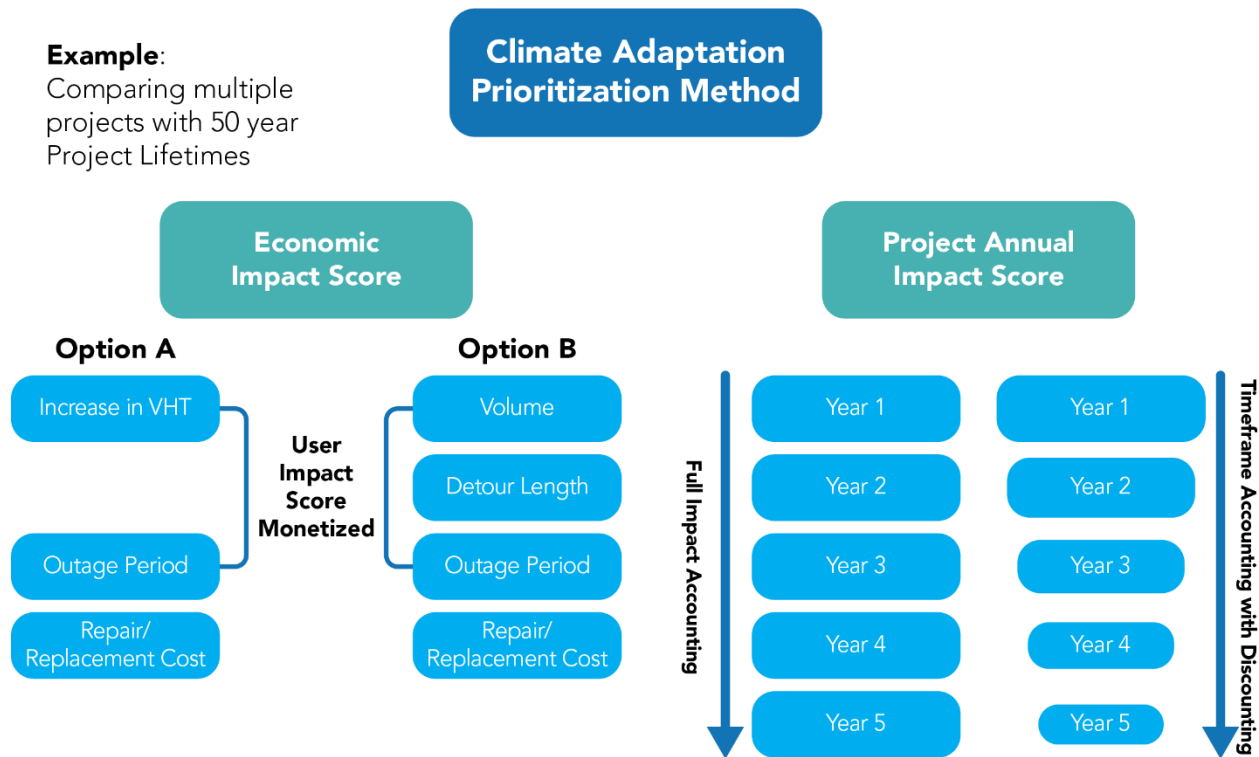 Example:
Comparing multiple
projects with 50 year
Project Lifetimes
Climate Adaptation
Prioritization Method
Economic
Impact Score
Project Annual
Impact Score
Option A
Increase in VHT
Outage Period
Repair/
Replacement Cost
User
Impact
Score
Monetized
Option B
Volume
Detour Length
Outage Period
Repair/
Replacement Cost
Full Impact Accounting
Year 1
Year 2
Year 3
Year 4
Year 5
Year 1
Year 2
Year 3
Year 4
Year 5
Timeframe Accounting with Discounting